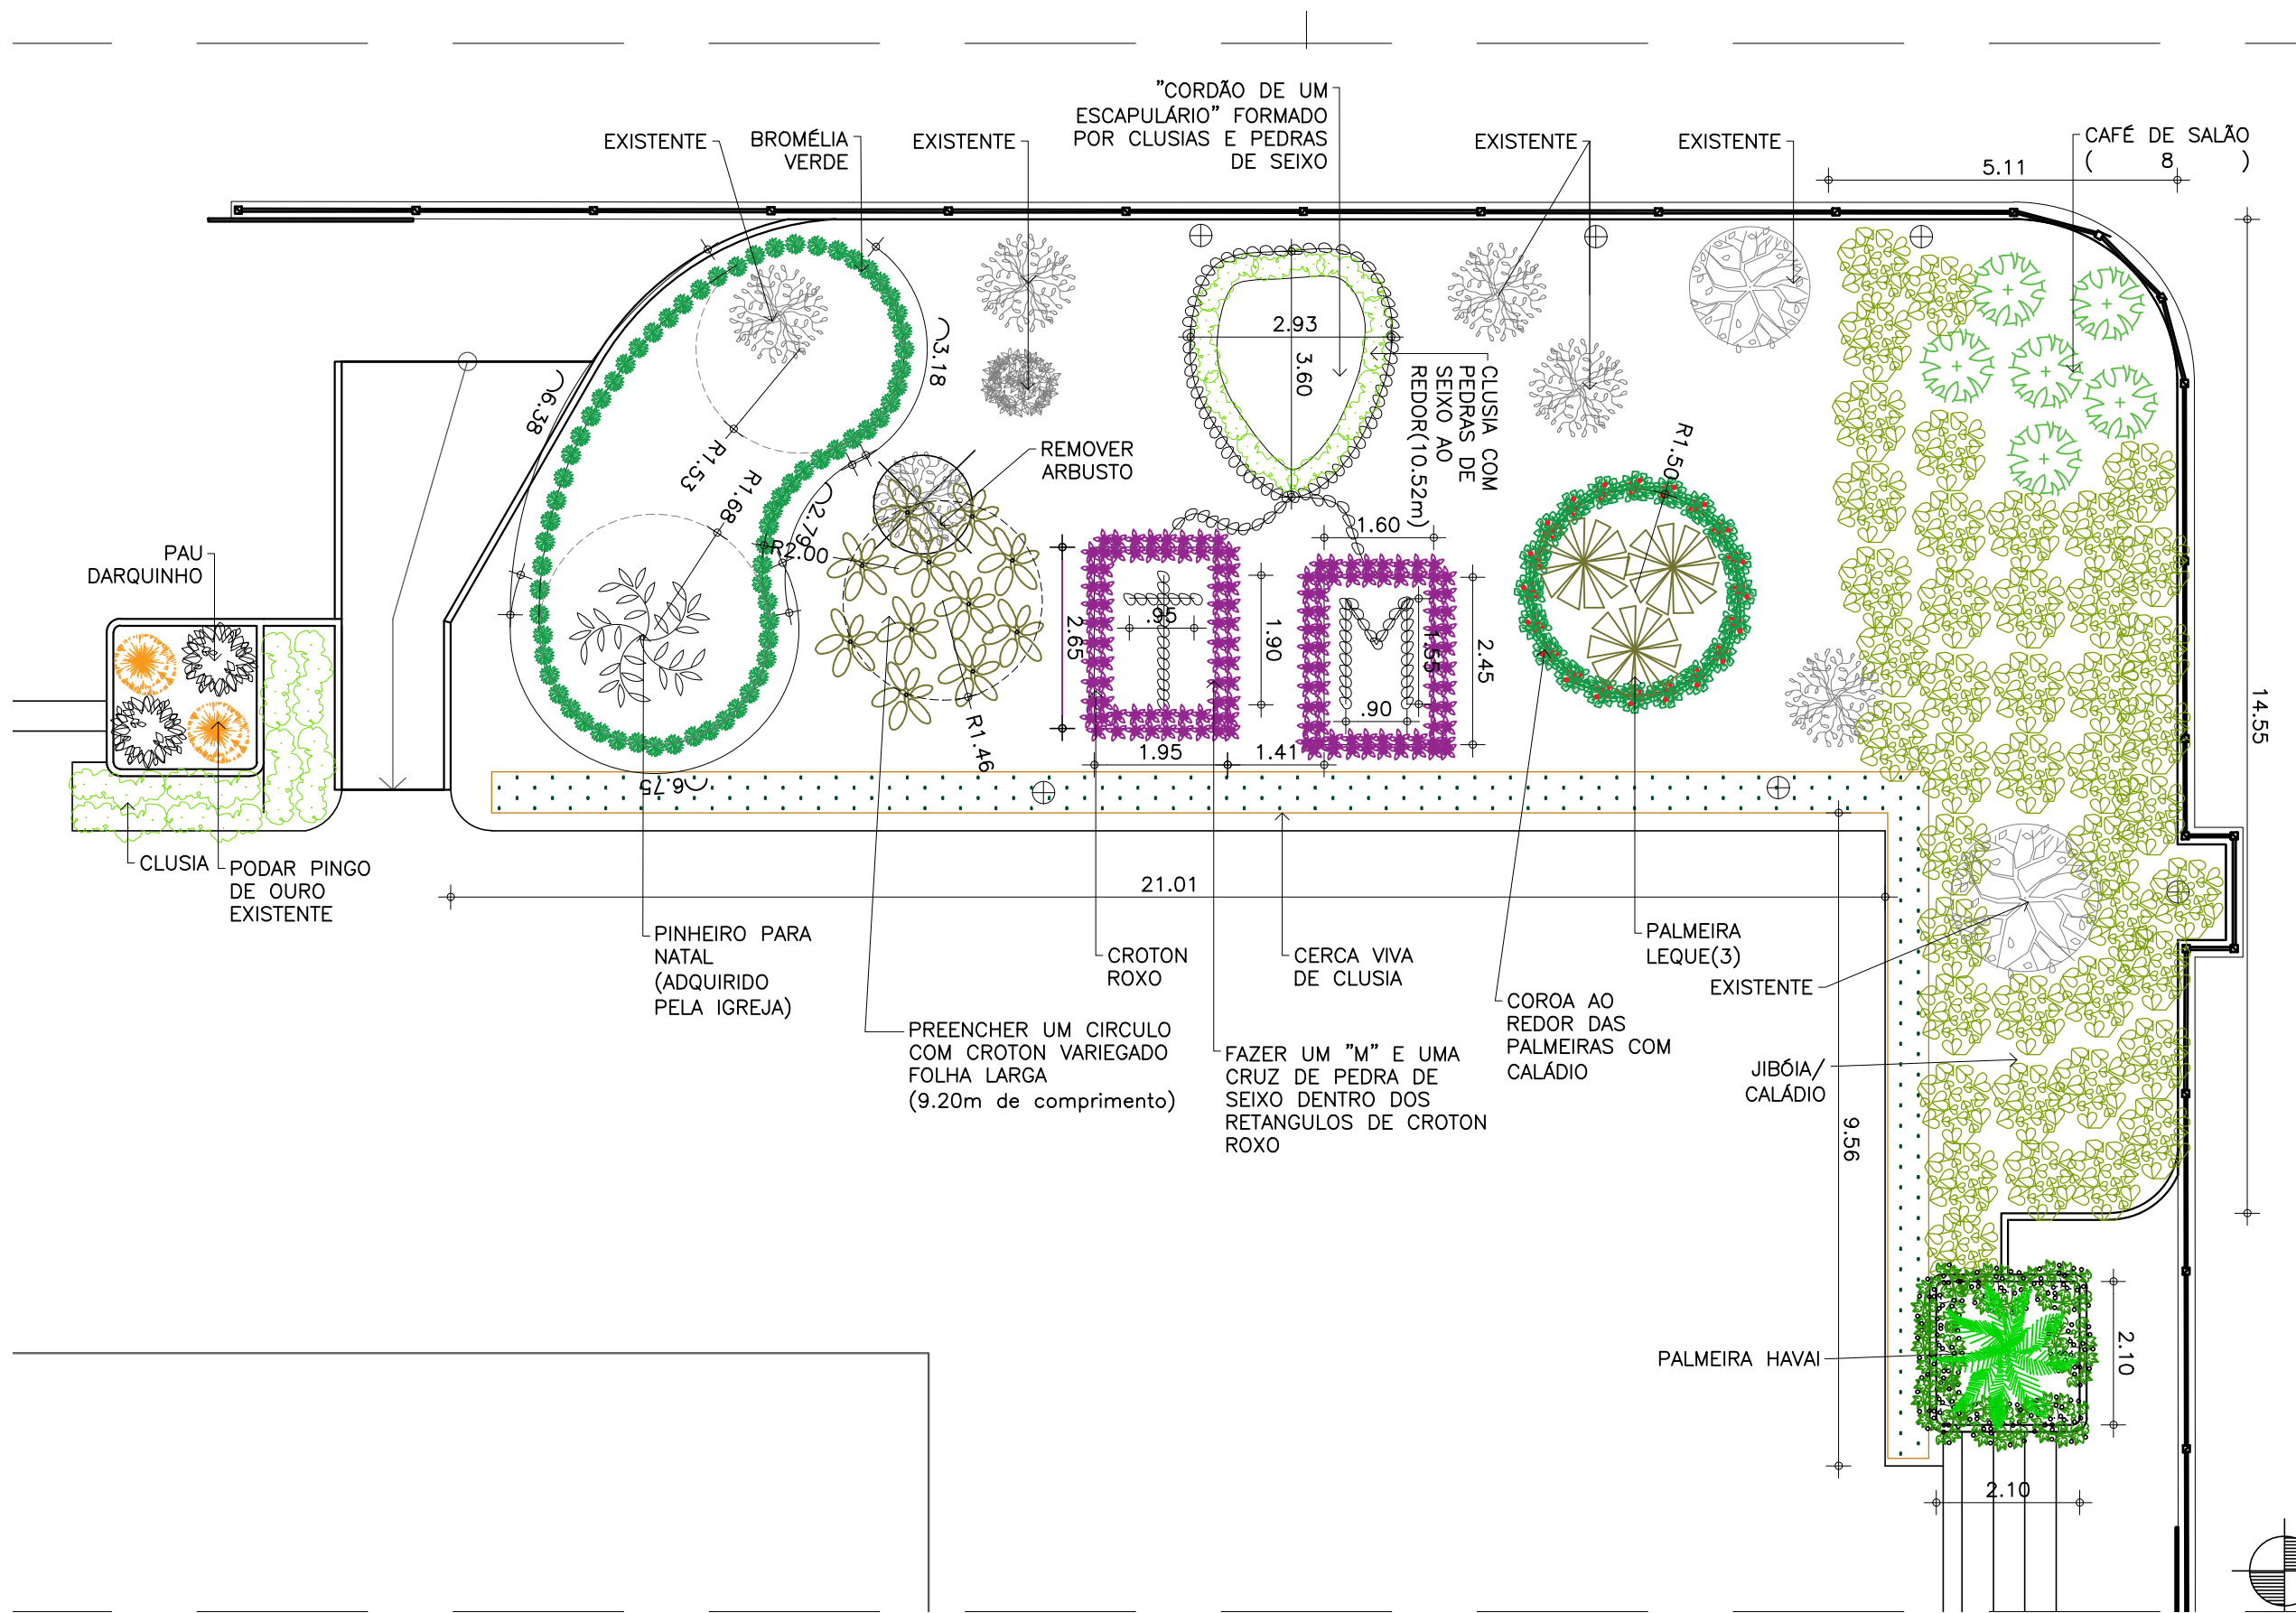 "CORDÃO DE UM
ESCAPULÁRIO" FORMADO
POR CLUSIAS E PEDRAS
DE SEIXO
EXISTENTE
BROMÉLIA
VERDE
EXISTENTE
EXISTENTE
EXISTENTE
CAFÉ DE SALÃO
( 8 )
5.11
2.93
3.60
3.18
6.38
R1.53
R1.68
2.79
R2.00
REMOVER
ARBUSTO
CLUSIA COM
PEDRAS DE
SEIXO AO
REDOR(10.52m)
R1.50
1.60
PAU
DARQUINHO
2.65
.95
1.90
1.55
2.45
.90
R1.46
1.95
1.41
6.75
14.55
CLUSIA
PODAR PINGO
DE OURO
EXISTENTE
21.01
PINHEIRO PARA
NATAL
(ADQUIRIDO
PELA IGREJA)
CROTON
ROXO
CERCA VIVA
DE CLUSIA
PALMEIRA
LEQUE(3)
EXISTENTE
PREENCHER UM CIRCULO
COM CROTON VARIEGADO
FOLHA LARGA
(9.20m de comprimento)
FAZER UM "M" E UMA
CRUZ DE PEDRA DE
SEIXO DENTRO DOS
RETANGULOS DE CROTON
ROXO
COROA AO
REDOR DAS
PALMEIRAS COM
CALÁDIO
JIBÓIA/
CALÁDIO
9.56
PALMEIRA HAVAI
2.10
2.10